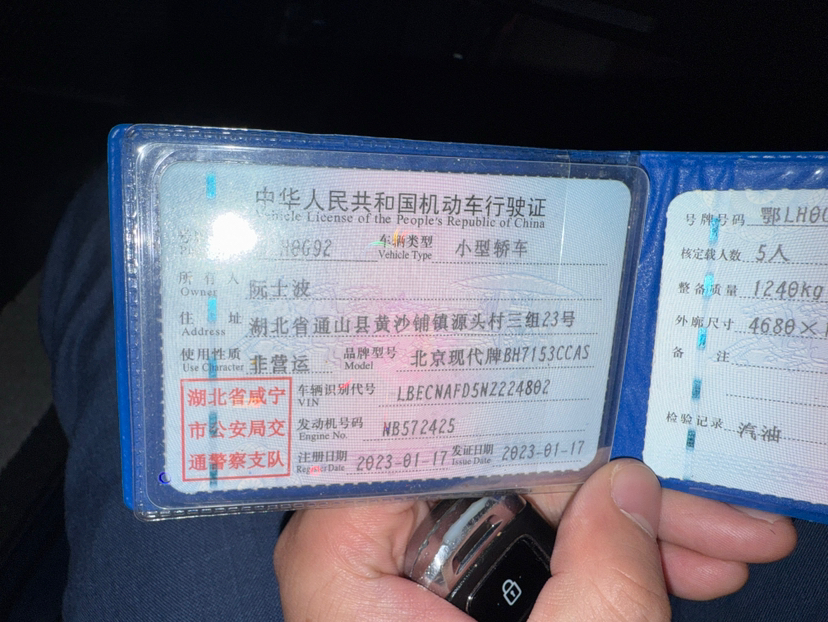 中华人民共和国机动车行驶证
Vehicle License of the People's Republic of China
H0G92 车辆类型 Vehicle Type 小型轿车
所有人 Owner 阮士波
住址 Address 湖北省通山县黄沙铺镇源头村三组23号
使用性质 Use Character 非营运 品牌型号 Model 北京现代牌BH7153CCAS
湖北省咸宁
市公安局交
通警察支队
车辆识别代号 VIN LBECNAFD5N2224802
发动机号码 Engine No. NB572425
注册日期 Register Date 2023-01-17 发证日期 Issue Date 2023-01-17
号牌号码 鄂LH0G
核定载人数 5人
整备质量 1240kg
外廓尺寸 4680×
备注
检验记录 汽油